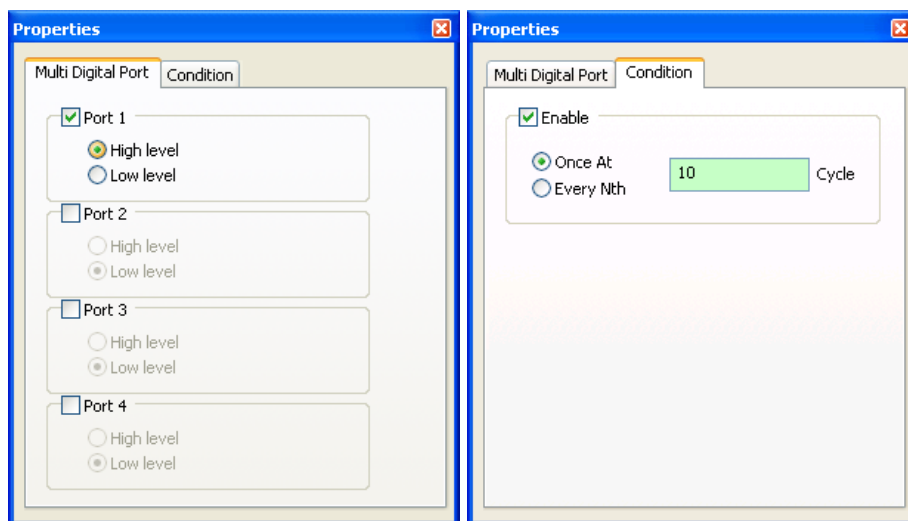 Properties
Multi Digital Port Condition
Port 1
High level
Low level
Port 2
High level
Low level
Port 3
High level
Low level
Port 4
High level
Low level
Properties
Multi Digital Port Condition
Enable
Once At
10 Cycle
Every Nth